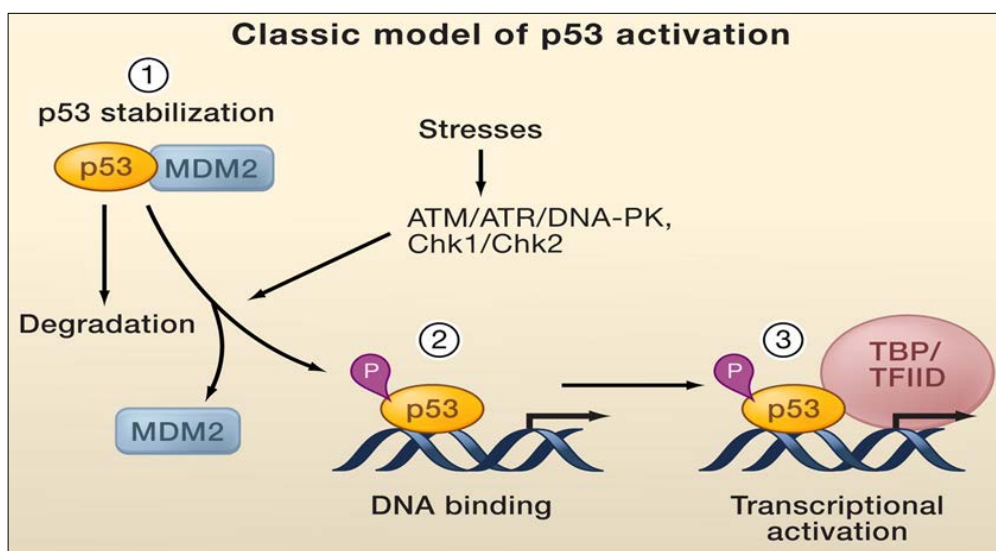 Classic model of p53 activation
1
p53 stabilization
p53
MDM2
Stresses
ATM/ATR/DNA-PK,
Chk1/Chk2
Degradation
MDM2
2
P
p53
DNA binding
3
P
p53
TBP/
TFIID
Transcriptional
activation